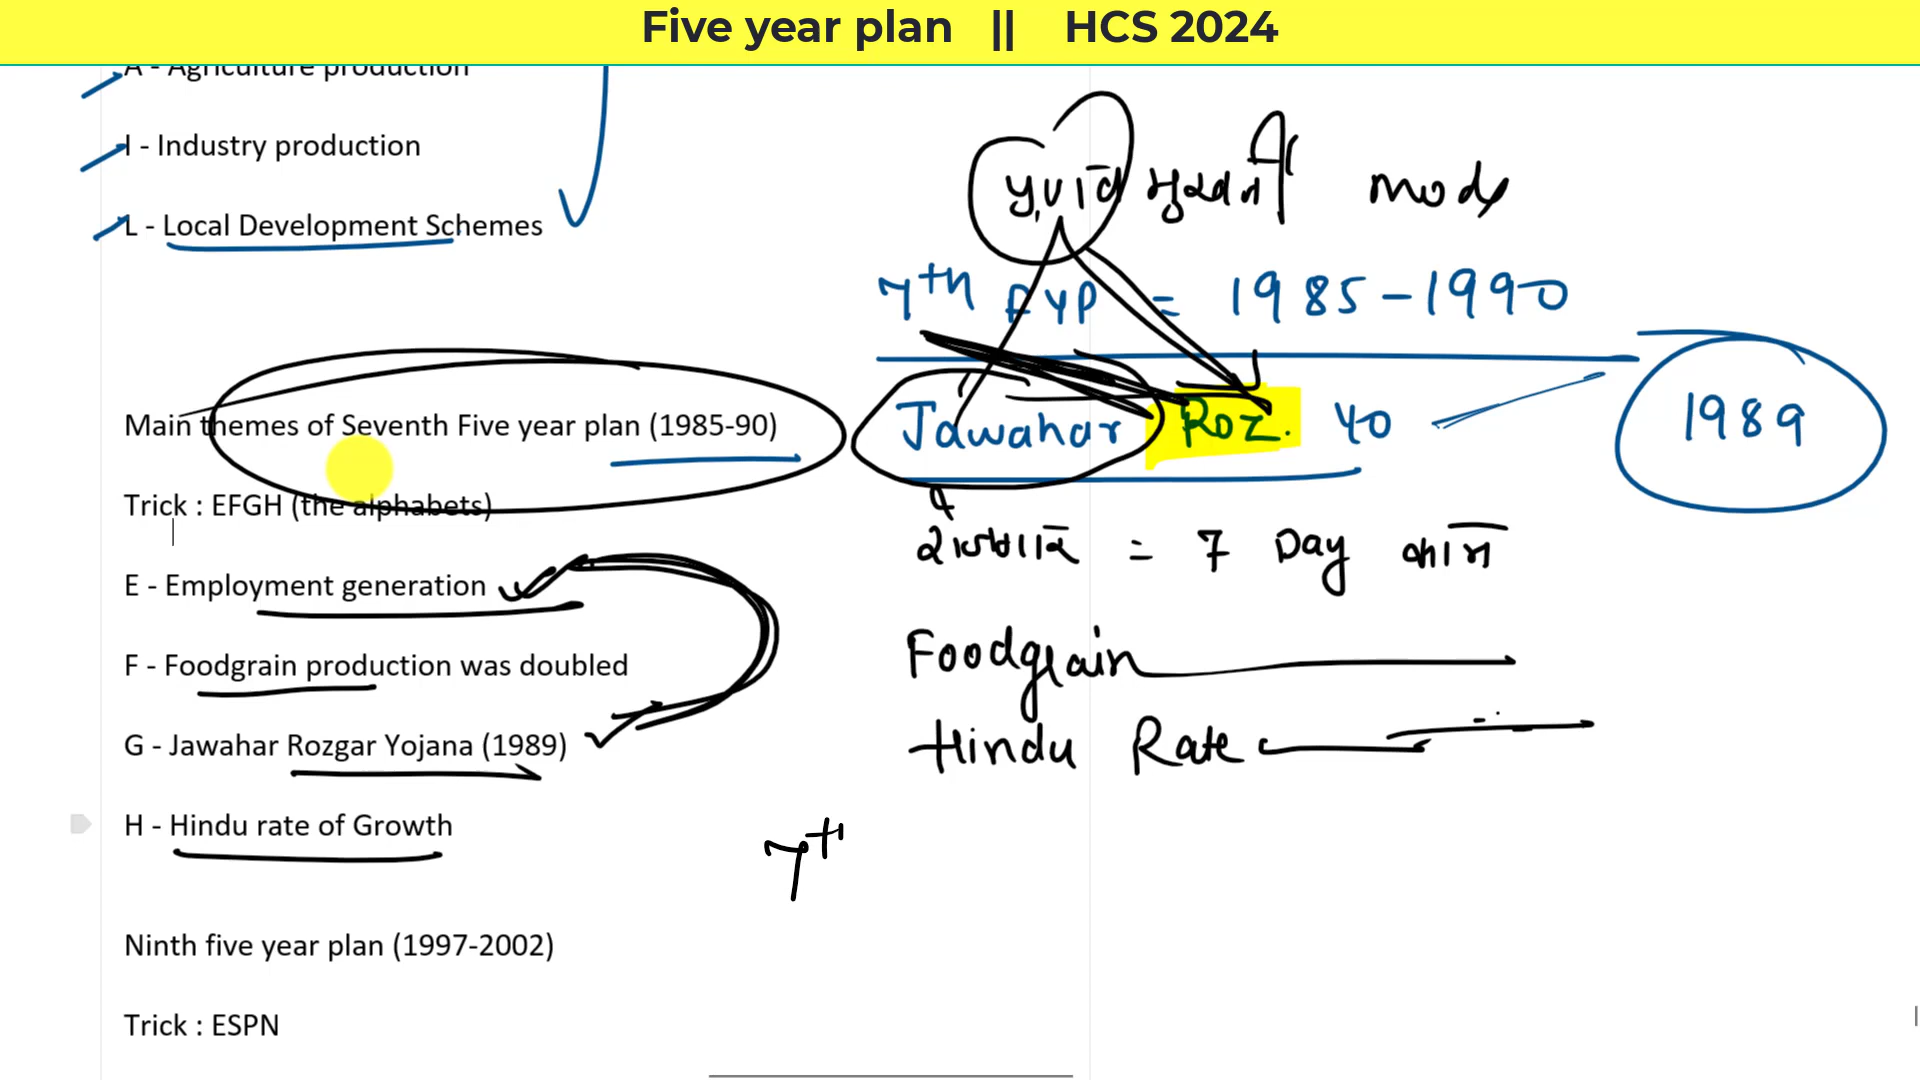 Five year plan || HCS 2024
A - Agriculture production
I - Industry production
L - Local Development Schemes
Main themes of Seventh Five year plan (1985-90)
Trick : EFGH (the alphabets)
E - Employment generation
F - Foodgrain production was doubled
G - Jawahar Rozgar Yojana (1989)
H - Hindu rate of Growth
Ninth five year plan (1997-2002)
Trick : ESPN
mode
7th FYP = 1985-1990
Jawahar Roz. YO
1989
= 7 Day काम
Foodgrain
Hindu Rate
7th